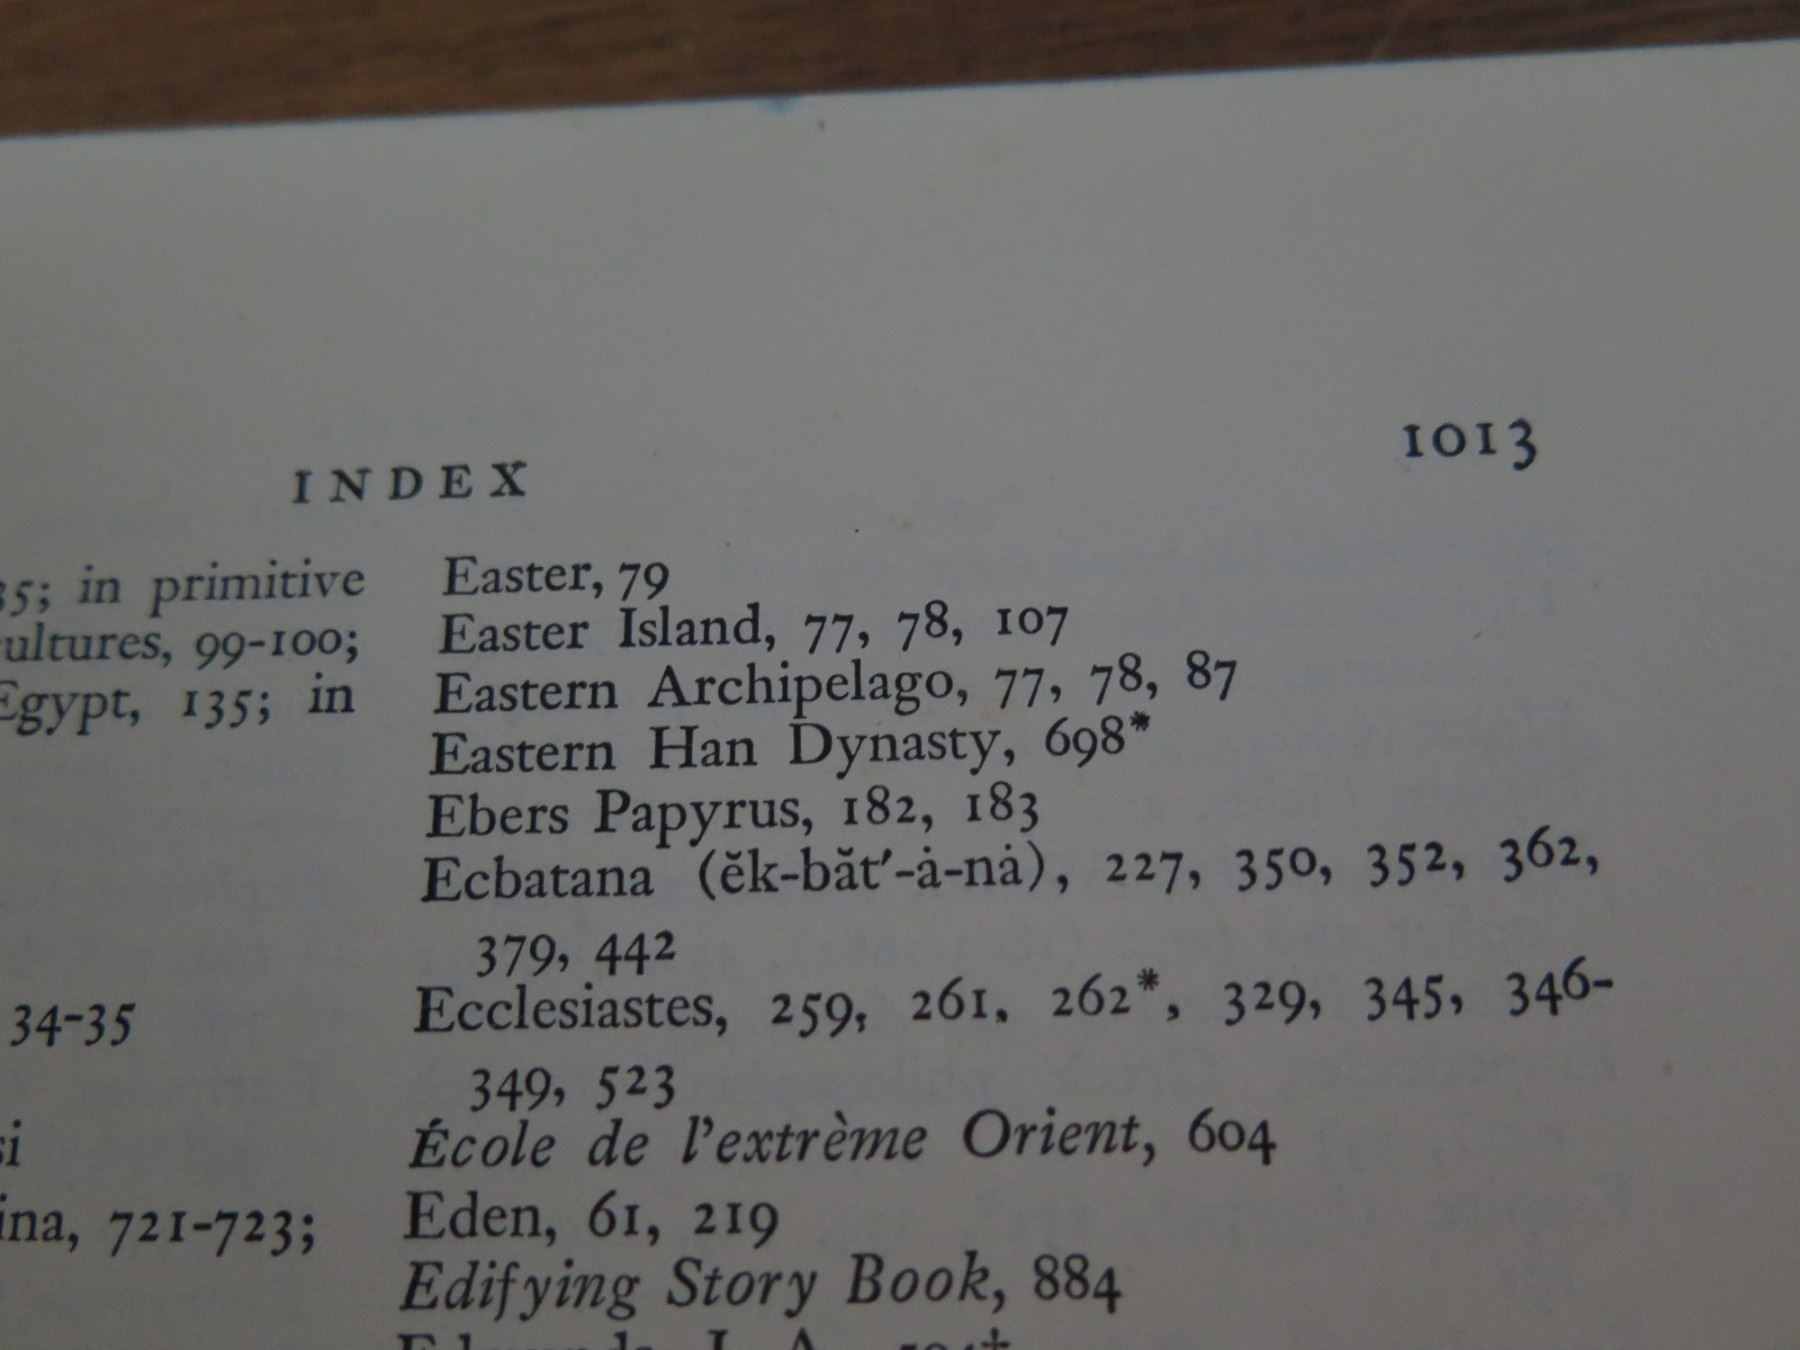 INDEX 1013
35; in primitive
cultures, 99-100;
Egypt, 135; in
34-35
si
ina, 721-723;
Easter, 79
Easter Island, 77, 78, 107
Eastern Archipelago, 77, 78, 87
Eastern Han Dynasty, 698*
Ebers Papyrus, 182, 183
Ecbatana (ĕk-băt′-ȧ-nȧ), 227, 350, 352, 362,
379, 442
Ecclesiastes, 259, 261, 262*, 329, 345, 346-
349, 523
École de l'extrème Orient, 604
Eden, 61, 219
Edifying Story Book, 884